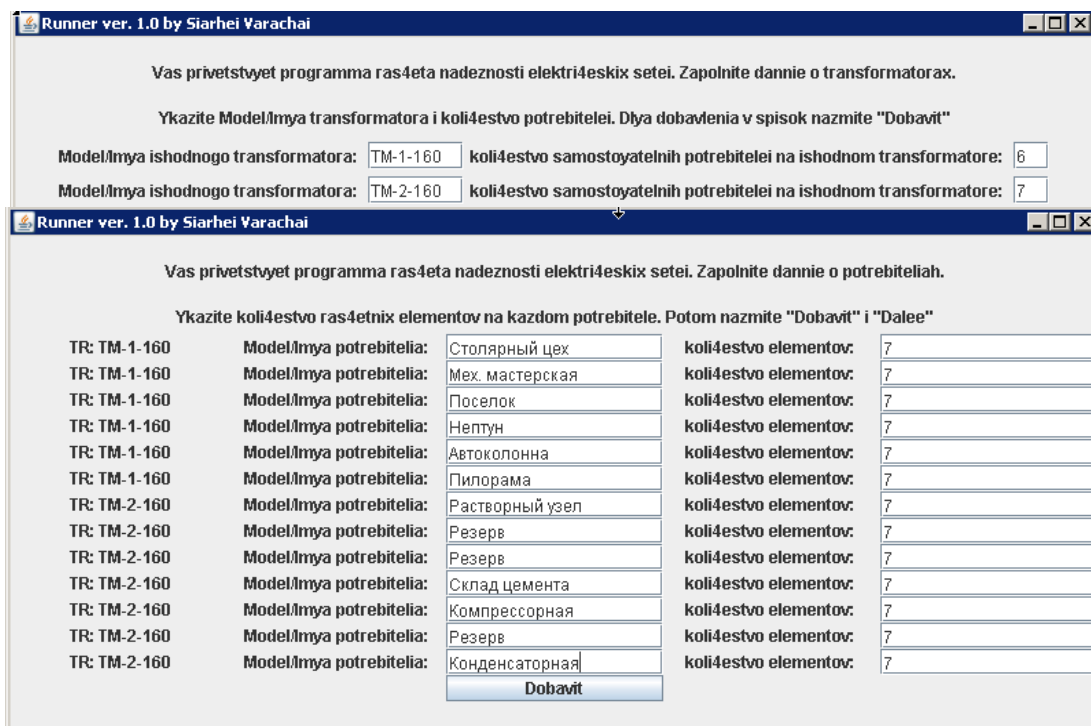 Runner ver. 1.0 by Siarhei Varachai
Vas privetstvyet programma ras4eta nadeznosti elektri4eskix setei. Zapolnite dannie o transformatorax.
Ykazite Model/Imya transformatora i koli4estvo potrebitelei. Dlya dobavlenia v spisok nazmite "Dobavit"
Model/Imya ishodnogo transformatora: TM-1-160 koli4estvo samostoyatelnih potrebitelei na ishodnom transformatore: 6
Model/Imya ishodnogo transformatora: TM-2-160 koli4estvo samostoyatelnih potrebitelei na ishodnom transformatore: 7
Runner ver. 1.0 by Siarhei Varachai
Vas privetstvyet programma ras4eta nadeznosti elektri4eskix setei. Zapolnite dannie o potrebiteliah.
Ykazite koli4estvo ras4etnix elementov na kazdom potrebitele. Potom nazmite "Dobavit" i "Dalee"
TR: TM-1-160 Model/Imya potrebitelia: Столярный цех koli4estvo elementov: 7
TR: TM-1-160 Model/Imya potrebitelia: Мех. мастерская koli4estvo elementov: 7
TR: TM-1-160 Model/Imya potrebitelia: Поселок koli4estvo elementov: 7
TR: TM-1-160 Model/Imya potrebitelia: Нептун koli4estvo elementov: 7
TR: TM-1-160 Model/Imya potrebitelia: Автоколонна koli4estvo elementov: 7
TR: TM-1-160 Model/Imya potrebitelia: Пилорама koli4estvo elementov: 7
TR: TM-2-160 Model/Imya potrebitelia: Растворный узел koli4estvo elementov: 7
TR: TM-2-160 Model/Imya potrebitelia: Резерв koli4estvo elementov: 7
TR: TM-2-160 Model/Imya potrebitelia: Резерв koli4estvo elementov: 7
TR: TM-2-160 Model/Imya potrebitelia: Склад цемента koli4estvo elementov: 7
TR: TM-2-160 Model/Imya potrebitelia: Компрессорная koli4estvo elementov: 7
TR: TM-2-160 Model/Imya potrebitelia: Резерв koli4estvo elementov: 7
TR: TM-2-160 Model/Imya potrebitelia: Конденсаторная koli4estvo elementov: 7
Dobavit